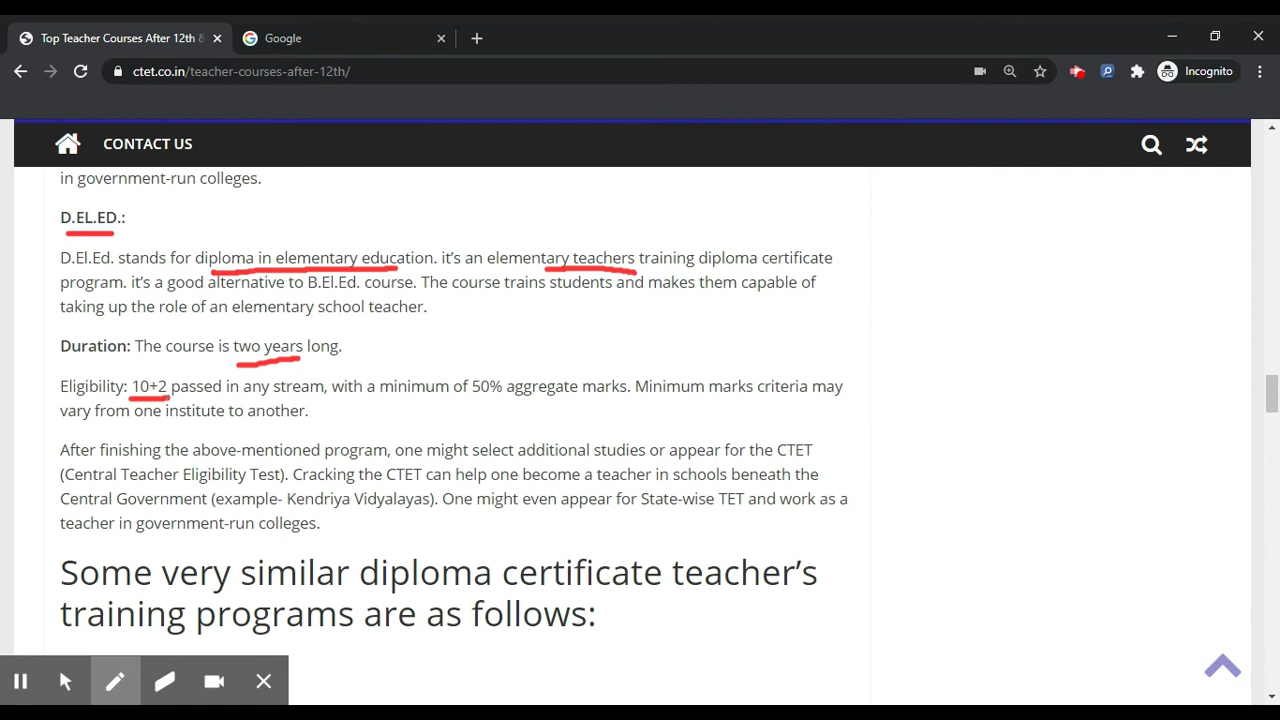 Top Teacher Courses After 12th &
Google
ctet.co.in/teacher-courses-after-12th/
Incognito
CONTACT US
in government-run colleges.
D.EL.ED.:
D.El.Ed. stands for diploma in elementary education. it’s an elementary teachers training diploma certificate
program. it’s a good alternative to B.El.Ed. course. The course trains students and makes them capable of
taking up the role of an elementary school teacher.
Duration: The course is two years long.
Eligibility: 10+2 passed in any stream, with a minimum of 50% aggregate marks. Minimum marks criteria may
vary from one institute to another.
After finishing the above-mentioned program, one might select additional studies or appear for the CTET
(Central Teacher Eligibility Test). Cracking the CTET can help one become a teacher in schools beneath the
Central Government (example- Kendriya Vidyalayas). One might even appear for State-wise TET and work as a
teacher in government-run colleges.
Some very similar diploma certificate teacher’s
training programs are as follows: